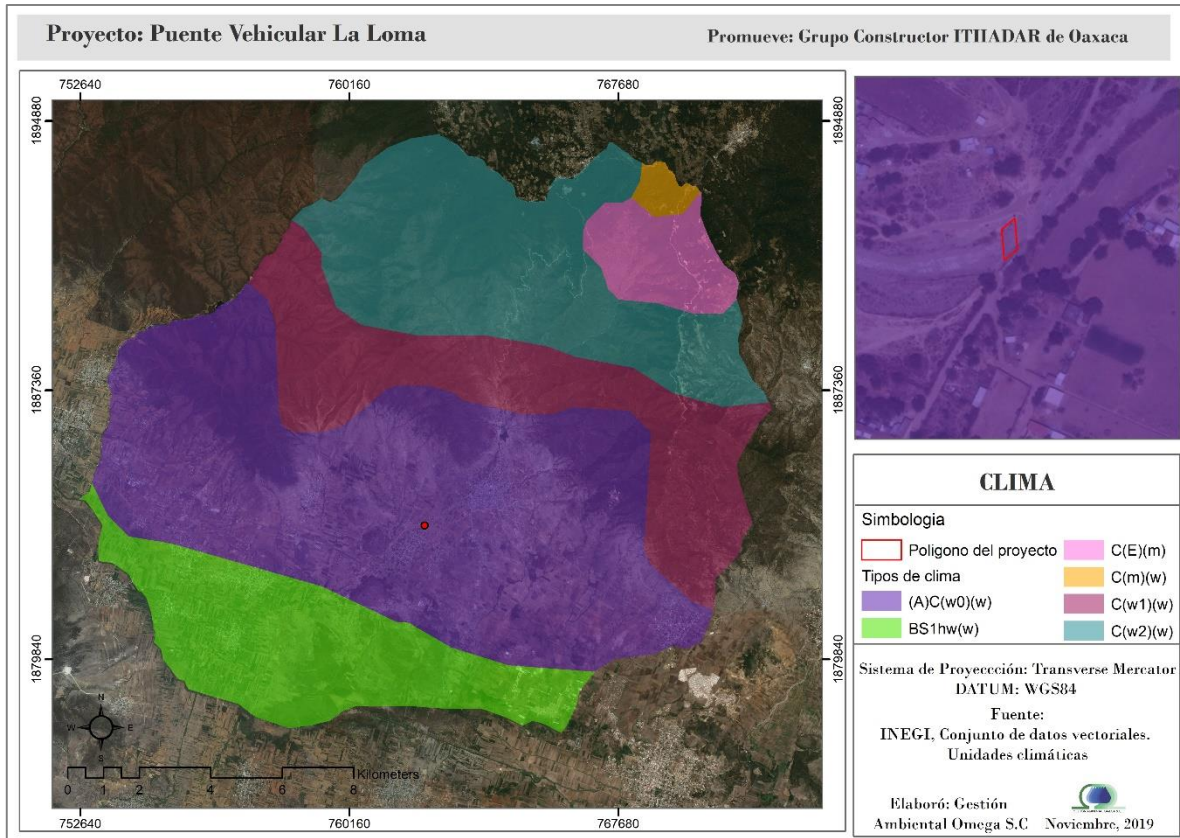 Proyecto: Puente Vehicular La Loma
Promueve: Grupo Constructor ITHADAR de Oaxaca
752640
760160
767680
1894880
1894880
1887360
1887360
1879840
1879840
N
W
E
S
0
1
2
4
6
8
Kilometers
752640
760160
767680
CLIMA
Simbologia
Poligono del proyecto
Tipos de clima
(A)C(w0)(w)
BS1hw(w)
C(E)(m)
C(m)(w)
C(w1)(w)
C(w2)(w)
Sistema de Proyeccción: Transverse Mercator
DATUM: WGS84
Fuente:
INEGI, Conjunto de datos vectoriales.
Unidades climáticas
Elaboró: Gestión
Ambiental Omega S.C
Noviembre, 2019